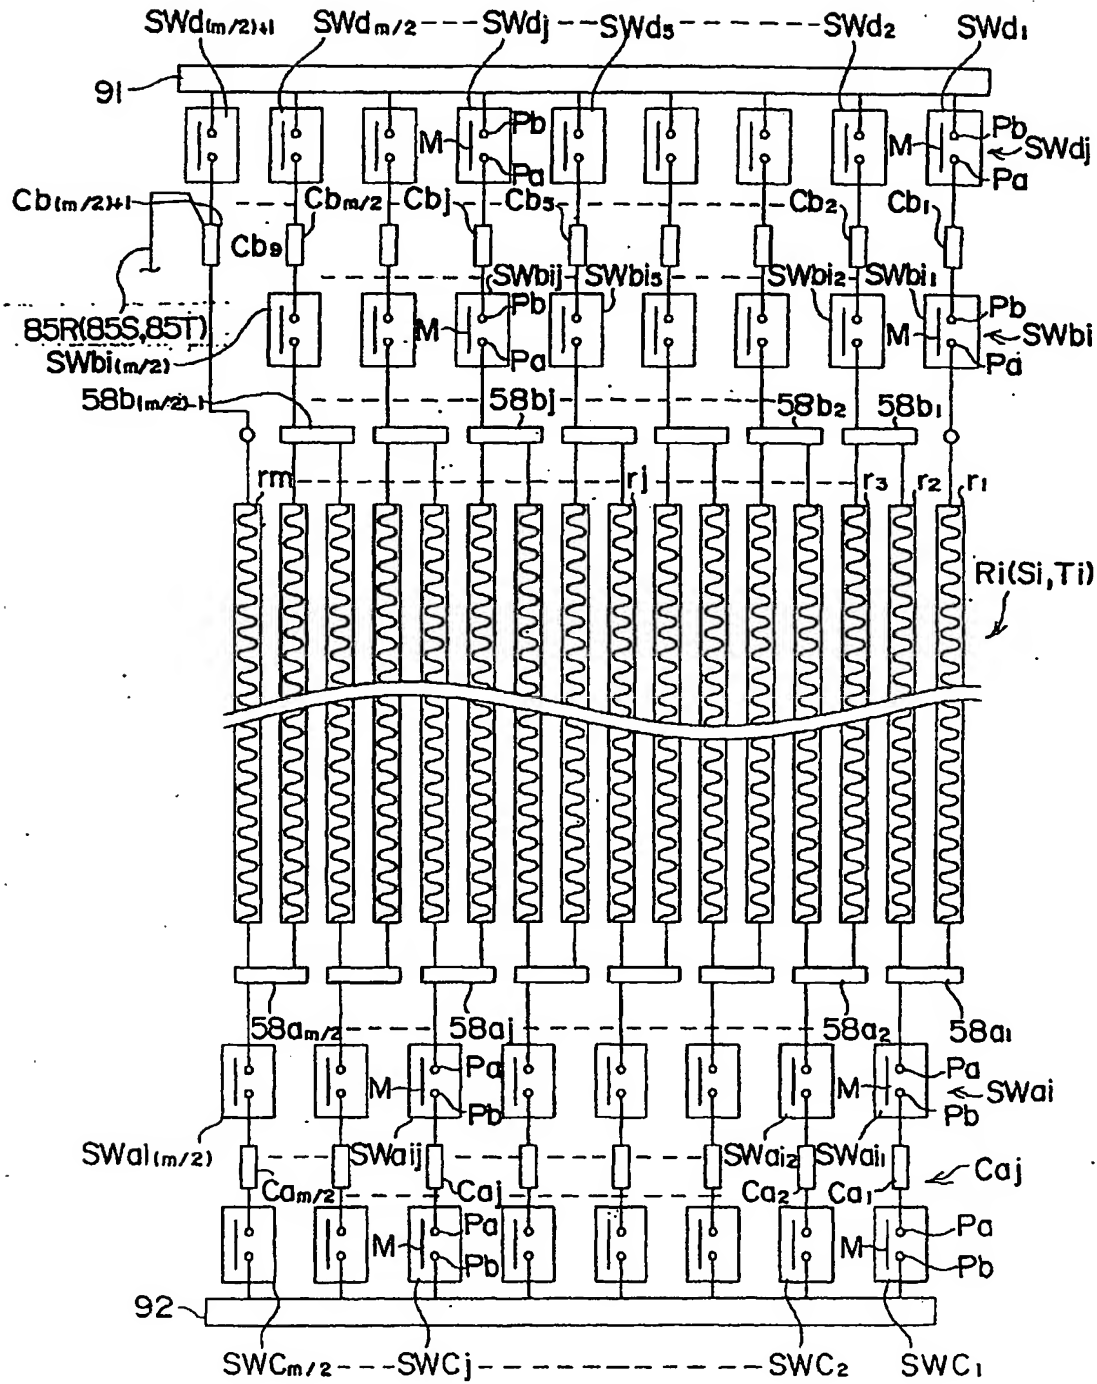 SWd(m/2)+1 SWdm/2 SWdj SWd5 SWd2 SWd1
91
M Pb Pa M Pb Pa SWdj
Cb(m/2)+1 Cb9 Cbm/2 Cbj Cb5 Cb2 Cb1
SWbij SWbi5 SWbi2 SWbi1
85R(85S,85T)
M Pb Pa M Pb Pa SWbi
SWbi(m/2)
58b(m/2)-1 58bj 58b2 58b1
rm rj r3 r2 r1
Ri(Si,Ti)
58am/2 58aj 58a2 58a1
M Pa Pb M Pa Pb SWai
SWai(m/2) SWaij SWai2 SWai1
Cam/2 Caj Ca2 Ca1 Caj
M Pa Pb M Pa Pb
92
SWCm/2 SWCj SWC2 SWC1